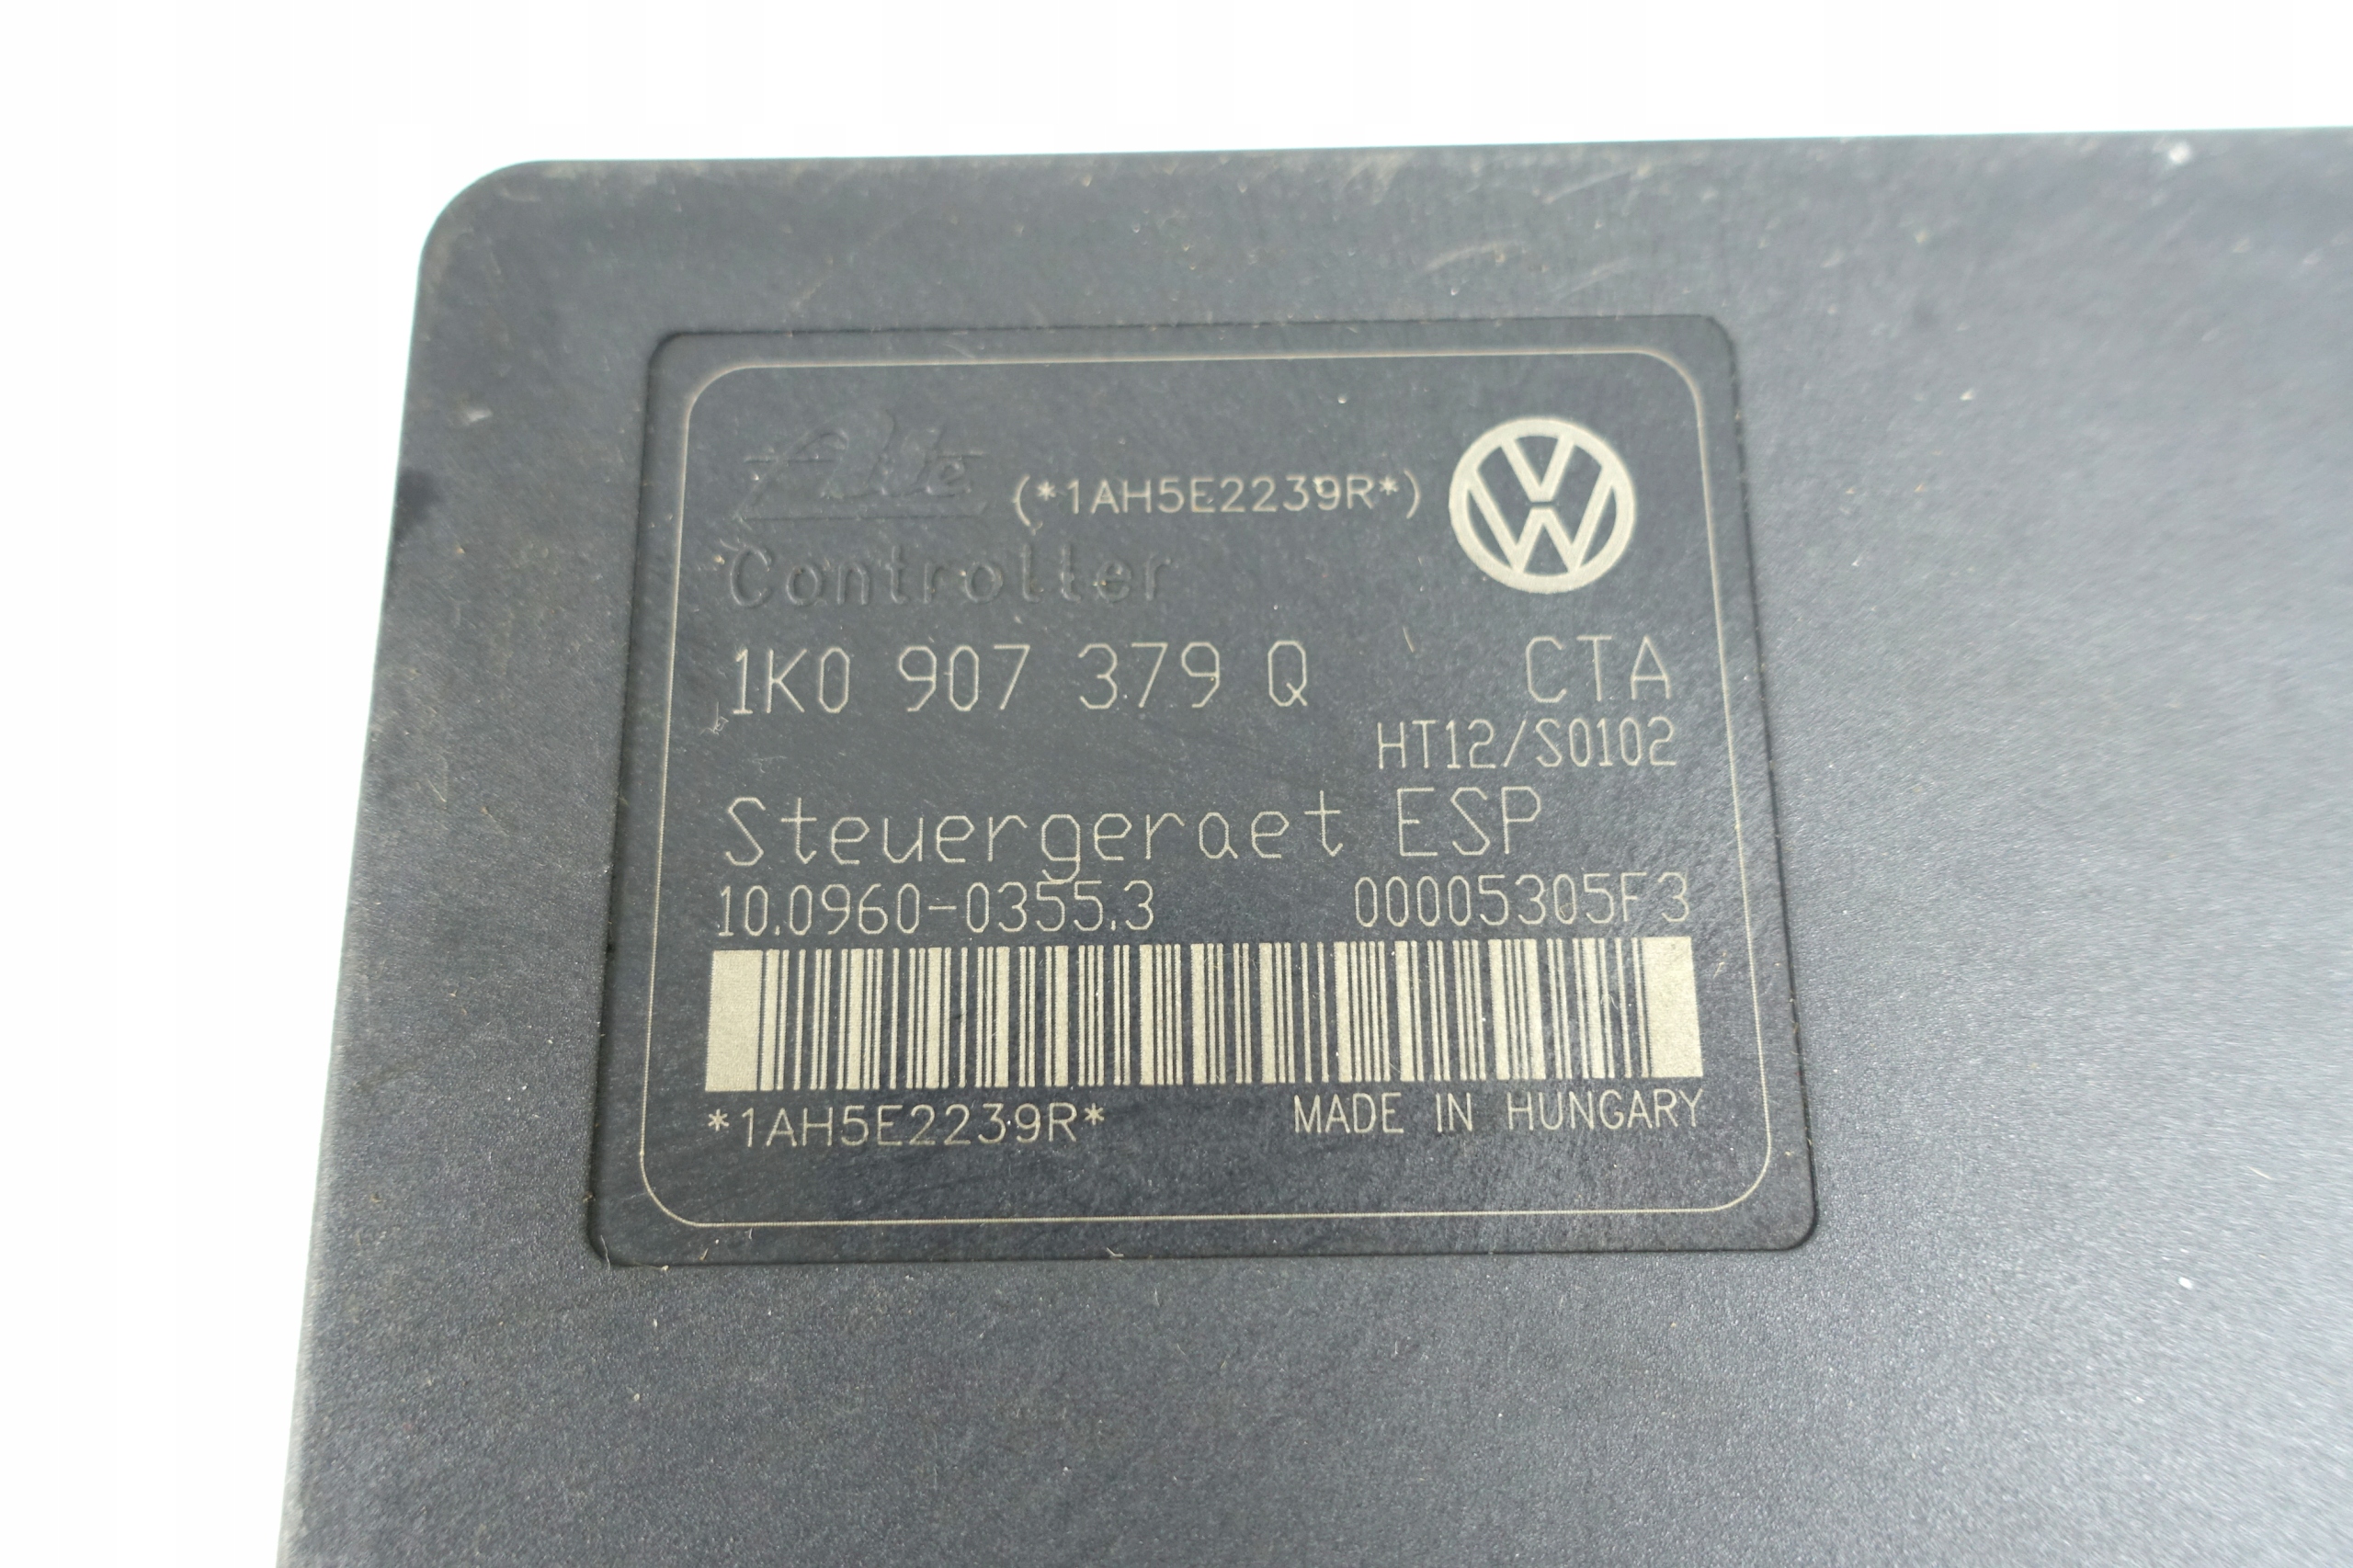 Ate (*1AH5E2239R*)
Controller
1K0 907 379 Q CTA
HT12/S0102
Steuergeraet ESP
10.0960-0355.3 00005305F3
*1AH5E2239R* MADE IN HUNGARY